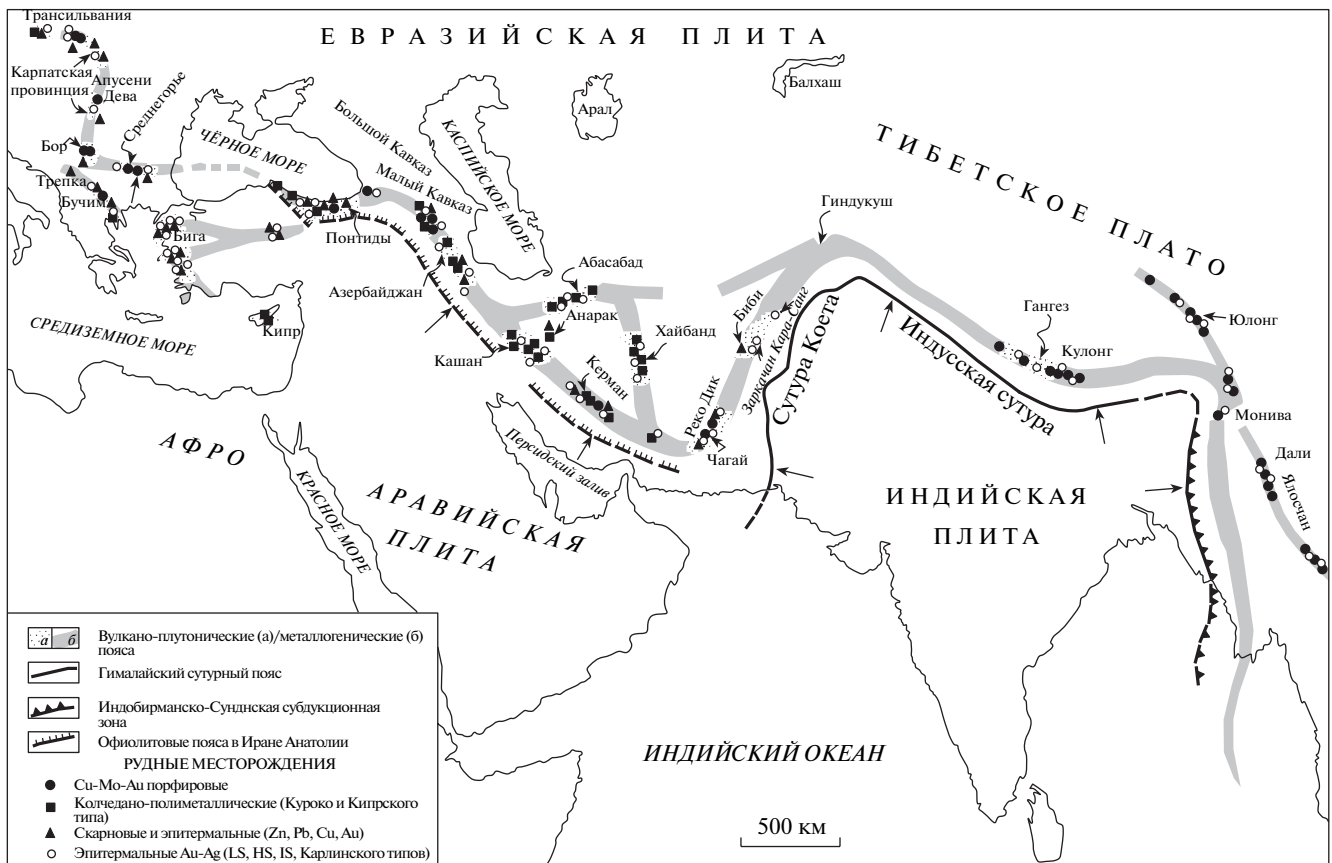 ЕВРАЗИЙСКАЯ ПЛИТА
Трансильвания
Карпатская
провинция
Апусени
Дева
Среднегорье
Бор
Трепка
Бучим
Бига
ЧЁРНОЕ МОРЕ
Большой Кавказ
Малый Кавказ
КАСПИЙСКОЕ МОРЕ
Арал
Балхаш
ТИБЕТСКОЕ ПЛАТО
Понтиды
Азербайджан
Кипр
СРЕДИЗЕМНОЕ МОРЕ
Абасабад
Анарак
Кашан
Хайбанд
Керман
Биби
Гиндукуш
Заркачан Кара-Санг
Реко Дик
Чагай
Сутура Коета
Индусская сутура
Гангез
Кулонг
Юлонг
Монива
Дали
Ялосчан
АФРО
АРАВИЙСКАЯ
ПЛИТА
КРАСНОЕ МОРЕ
Персидский залив
ИНДИЙСКАЯ
ПЛИТА
ИНДИЙСКИЙ ОКЕАН
500 км
а б Вулкано-плутонические (а)/металлогенические (б)
пояса
Гималайский сутурный пояс
Индобирманско-Сунднская субдукционная
зона
Офиолитовые пояса в Иране Анатолии
РУДНЫЕ МЕСТОРОЖДЕНИЯ
Cu-Mo-Au порфировые
Колчедано-полиметаллические (Куроко и Кипрского
типа)
Скарновые и эпитермальные (Zn, Pb, Cu, Au)
Эпитермальные Au-Ag (LS, HS, IS, Карлинского типов)